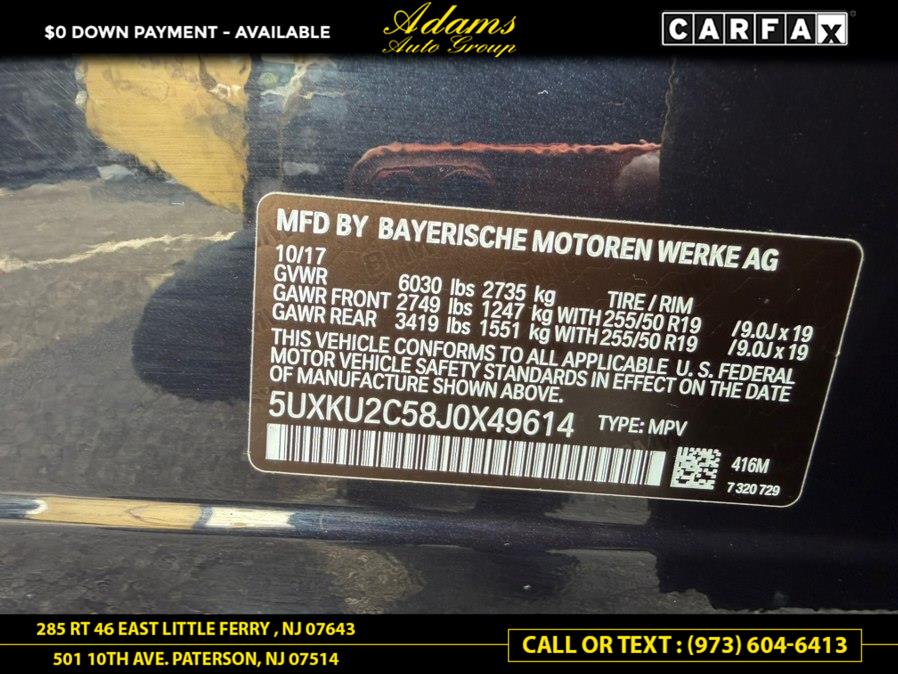 $0 DOWN PAYMENT - AVAILABLE
Adams
Auto Group
CARFAX
MFD BY BAYERISCHE MOTOREN WERKE AG
10/17
GVWR 6030 lbs 2735 kg TIRE / RIM
GAWR FRONT 2749 lbs 1247 kg WITH 255/50 R19 /9.0J x 19
GAWR REAR 3419 lbs 1551 kg WITH 255/50 R19 /9.0J x 19
THIS VEHICLE CONFORMS TO ALL APPLICABLE U. S. FEDERAL
MOTOR VEHICLE SAFETY STANDARDS IN EFFECT ON THE DATE
OF MANUFACTURE SHOWN ABOVE.
5UXKU2C58J0X49614 TYPE: MPV
416M
7 320 729
285 RT 46 EAST LITTLE FERRY , NJ 07643
501 10TH AVE. PATERSON, NJ 07514
CALL OR TEXT : (973) 604-6413